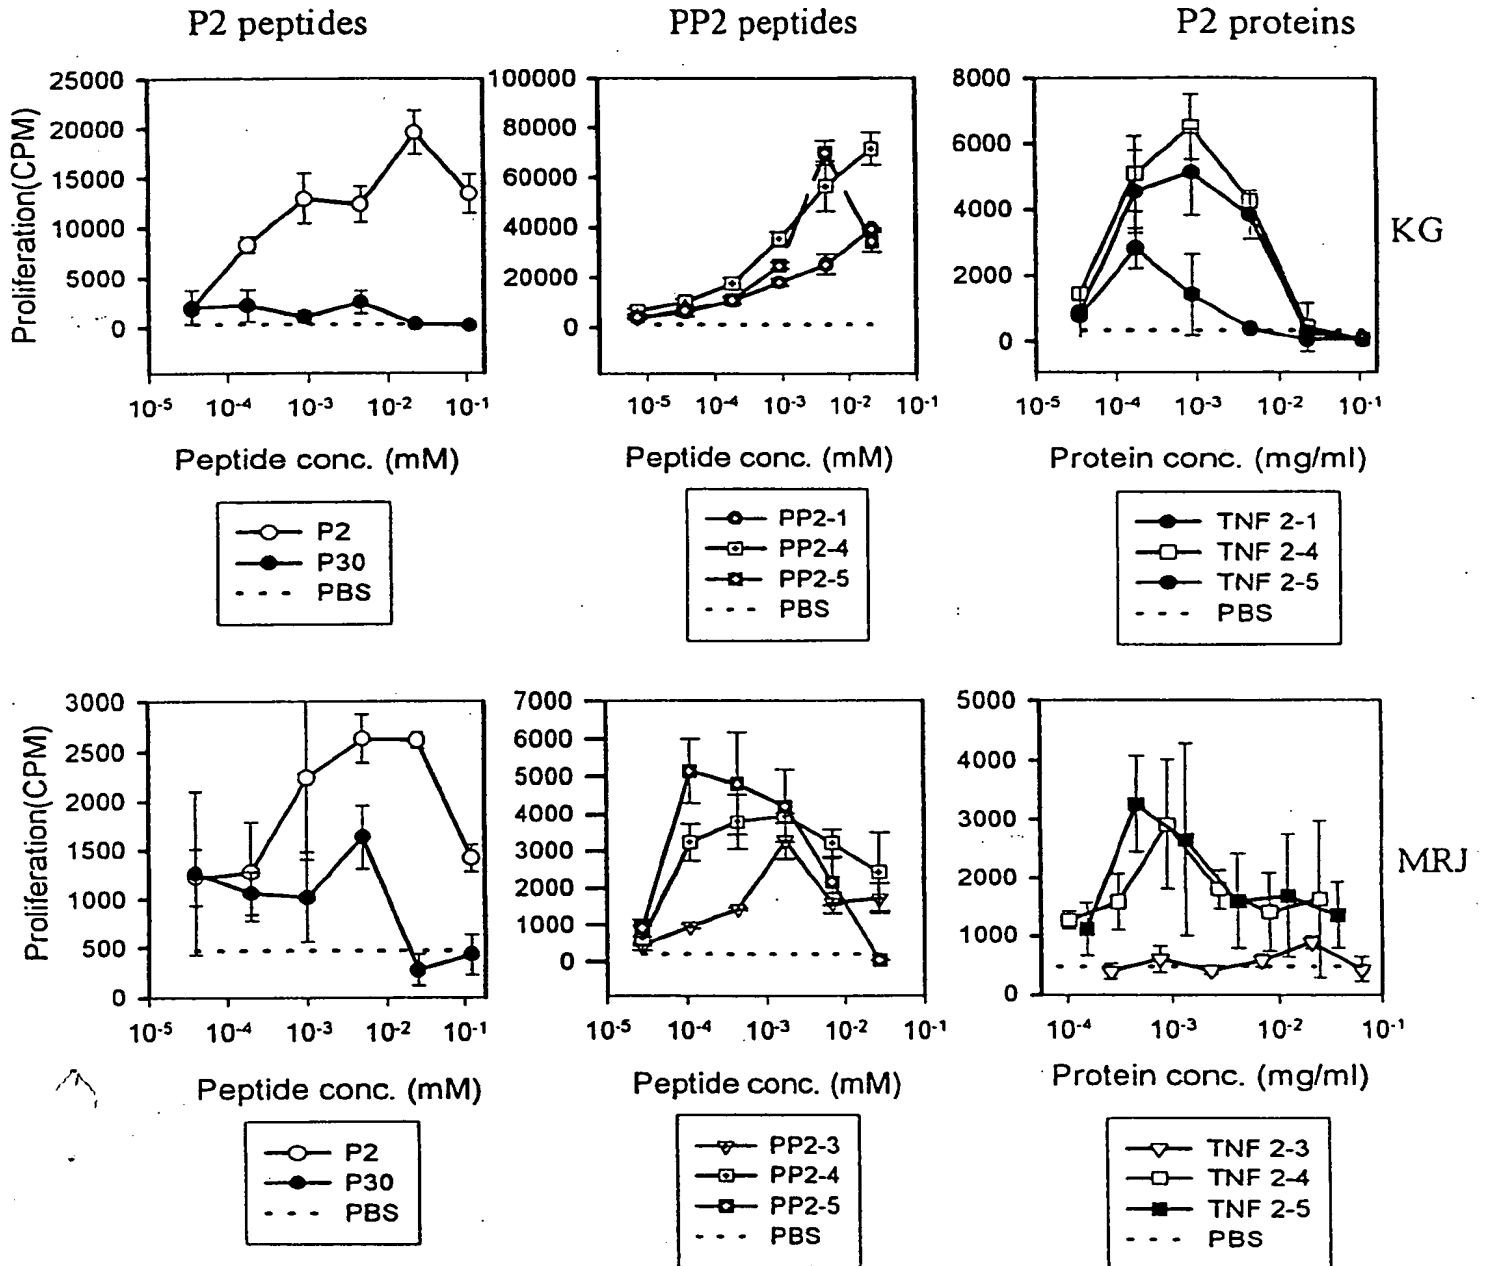 P2 peptides
PP2 peptides
P2 proteins
Proliferation(CPM)
25000
20000
15000
10000
5000
0
10-5
10-4
10-3
10-2
10-1
Peptide conc. (mM)
P2
P30
PBS
100000
80000
60000
40000
20000
0
10-5
10-4
10-3
10-2
10-1
Peptide conc. (mM)
PP2-1
PP2-4
PP2-5
PBS
8000
6000
4000
2000
0
10-5
10-4
10-3
10-2
10-1
Protein conc. (mg/ml)
TNF 2-1
TNF 2-4
TNF 2-5
PBS
KG
Proliferation(CPM)
3000
2500
2000
1500
1000
500
0
10-5
10-4
10-3
10-2
10-1
Peptide conc. (mM)
P2
P30
PBS
7000
6000
5000
4000
3000
2000
1000
0
10-5
10-4
10-3
10-2
10-1
Peptide conc. (mM)
PP2-3
PP2-4
PP2-5
PBS
5000
4000
3000
2000
1000
0
10-4
10-3
10-2
10-1
Protein conc. (mg/ml)
TNF 2-3
TNF 2-4
TNF 2-5
PBS
MRJ